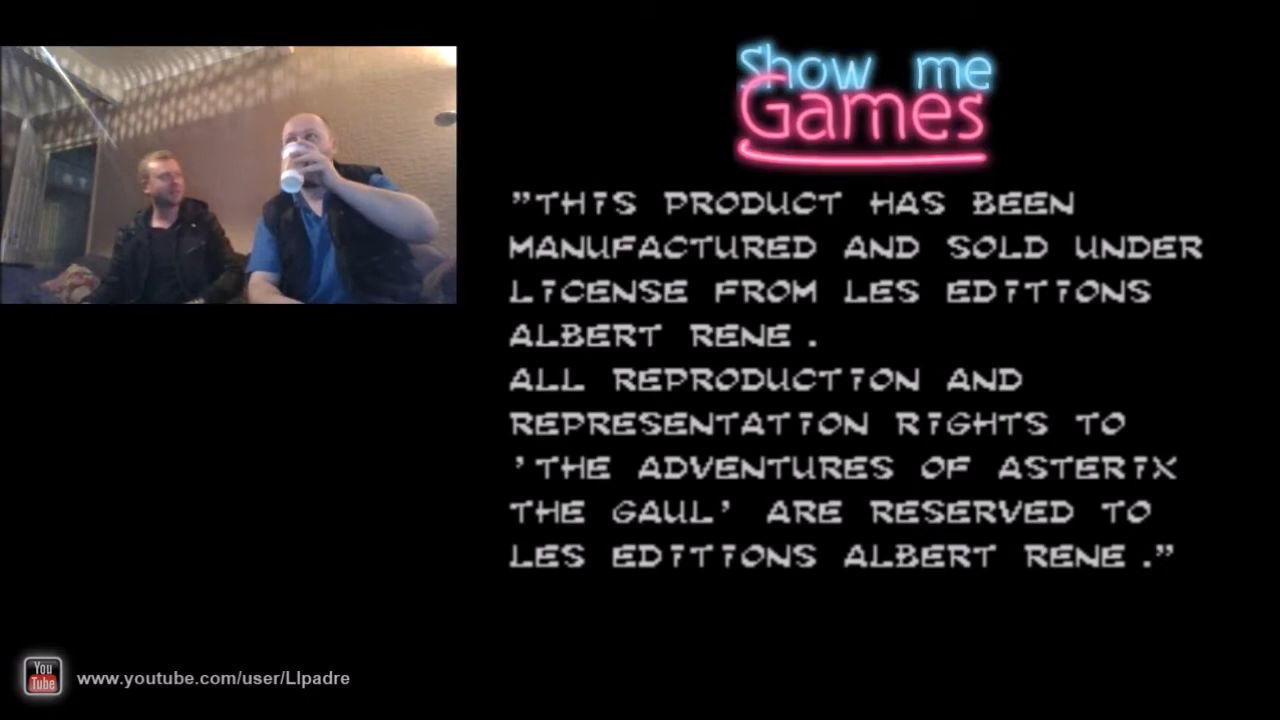 Show me
Games
"THIS PRODUCT HAS BEEN
MANUFACTURED AND SOLD UNDER
LICENSE FROM LES EDITIONS
ALBERT RENE .
ALL REPRODUCTION AND
REPRESENTATION RIGHTS TO
'THE ADVENTURES OF ASTERIX
THE GAUL' ARE RESERVED TO
LES EDITIONS ALBERT RENE ."
You
Tube
www.youtube.com/user/LIpadre